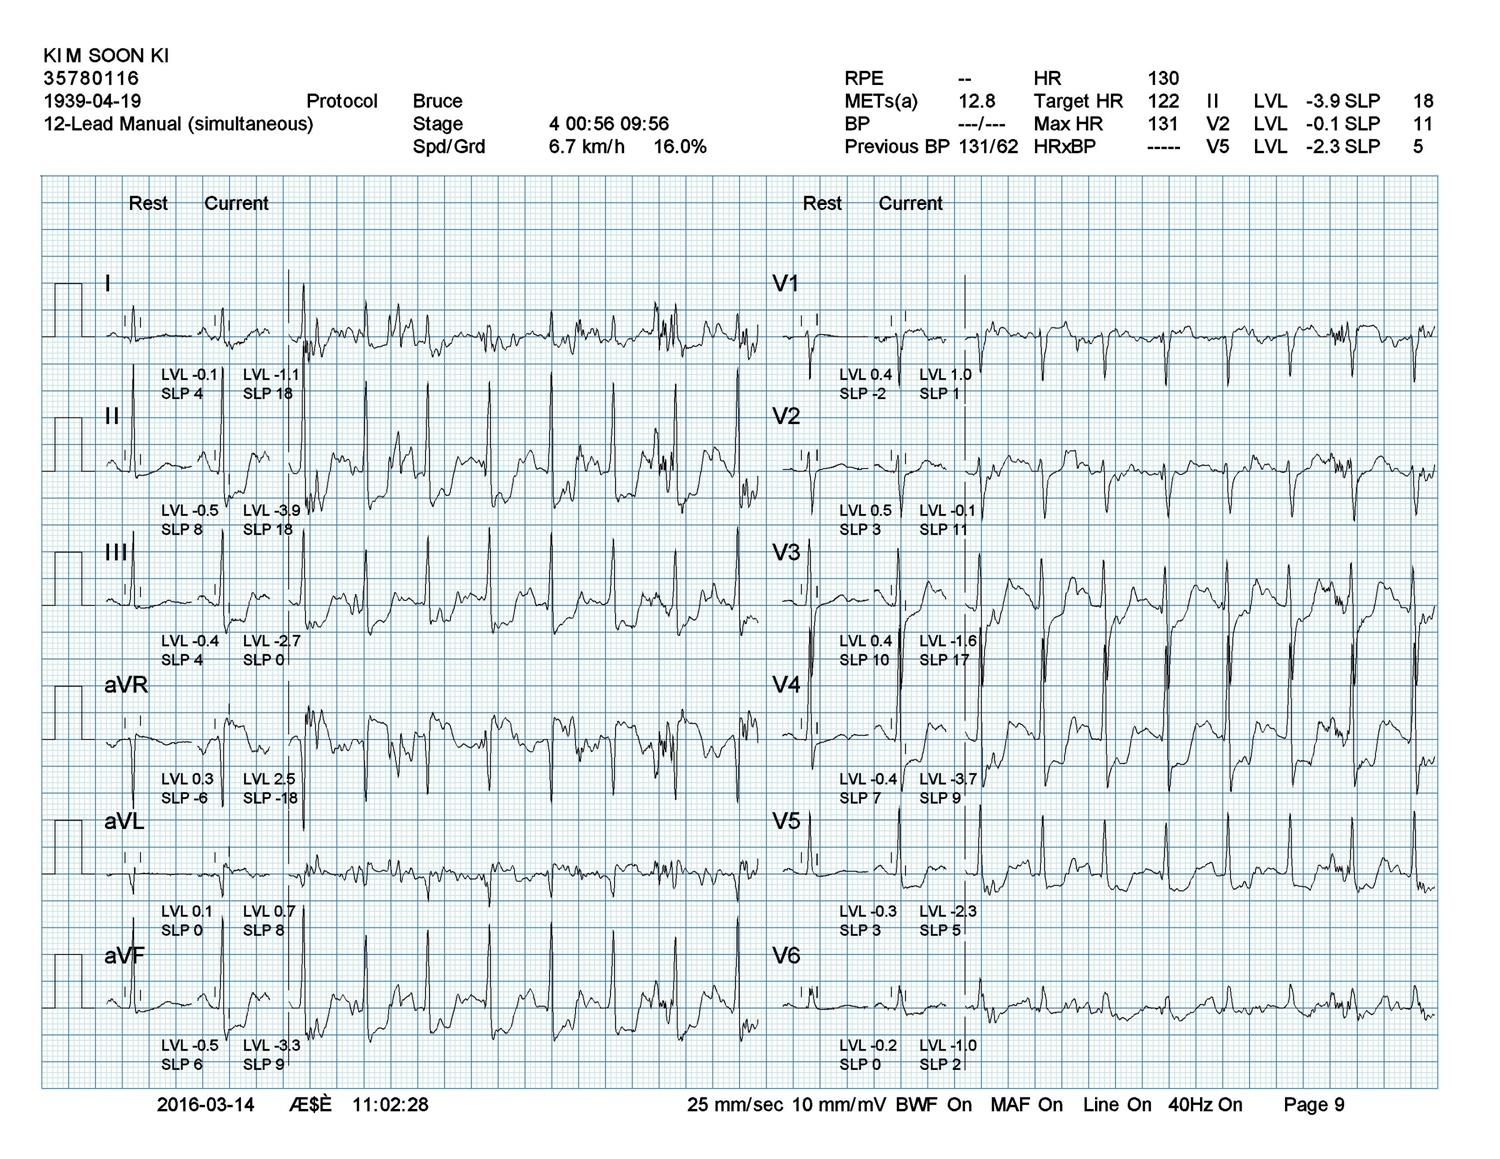 KIM SOON KI
35780116 RPE -- HR 130
1939-04-19 Protocol Bruce METs(a) 12.8 Target HR 122 II LVL -3.9 SLP 18
12-Lead Manual (simultaneous) Stage 4 00:56 09:56 BP ---/--- Max HR 131 V2 LVL -0.1 SLP 11
Spd/Grd 6.7 km/h 16.0% Previous BP 131/62 HRxBP ----- V5 LVL -2.3 SLP 5
Rest Current Rest Current
I V1
LVL -0.1 LVL -1.1 LVL 0.4 LVL 1.0
SLP 4 SLP 18 SLP -2 SLP 1
II V2
LVL -0.5 LVL -3.9 LVL 0.5 LVL -0.1
SLP 8 SLP 18 SLP 3 SLP 11
III V3
LVL -0.4 LVL -2.7 LVL 0.4 LVL -1.6
SLP 4 SLP 0 SLP 10 SLP 17
aVR V4
LVL 0.3 LVL 2.5 LVL -0.4 LVL -3.7
SLP -6 SLP -18 SLP 7 SLP 9
aVL V5
LVL 0.1 LVL 0.7 LVL -0.3 LVL -2.3
SLP 0 SLP 8 SLP 3 SLP 5
aVF V6
LVL -0.5 LVL -3.3 LVL -0.2 LVL -1.0
SLP 6 SLP 9 SLP 0 SLP 2
2016-03-14 Æ$È 11:02:28 25 mm/sec 10 mm/mV BWF On MAF On Line On 40Hz On Page 9